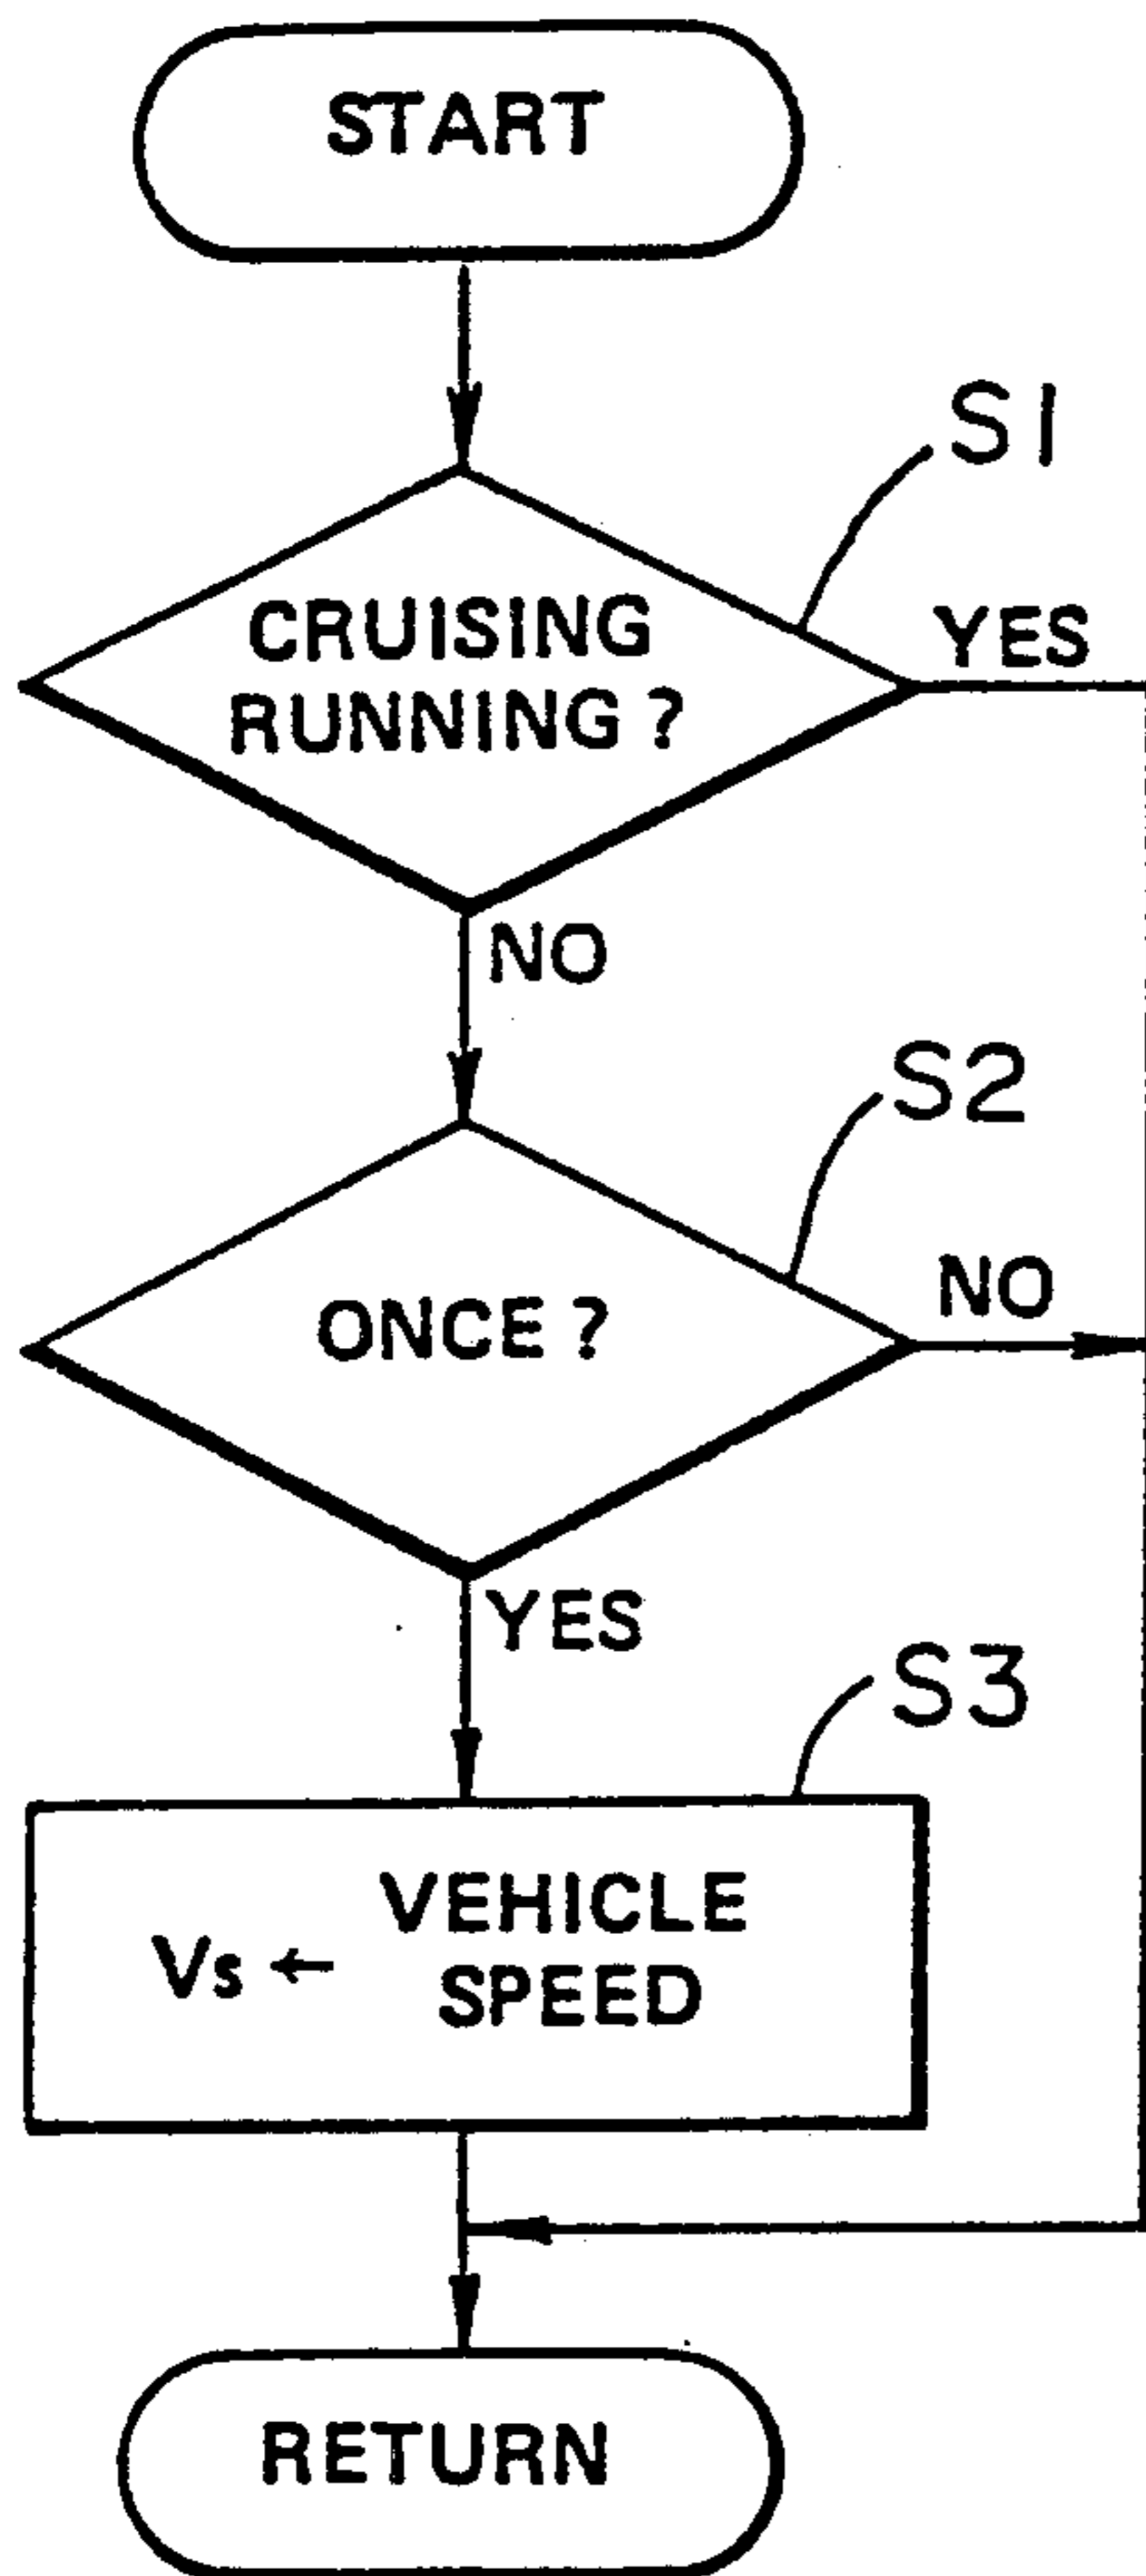 START
S1
CRUISING
RUNNING ?
YES
NO
S2
ONCE ?
NO
YES
S3
VEHICLE
Vs ←
SPEED
RETURN